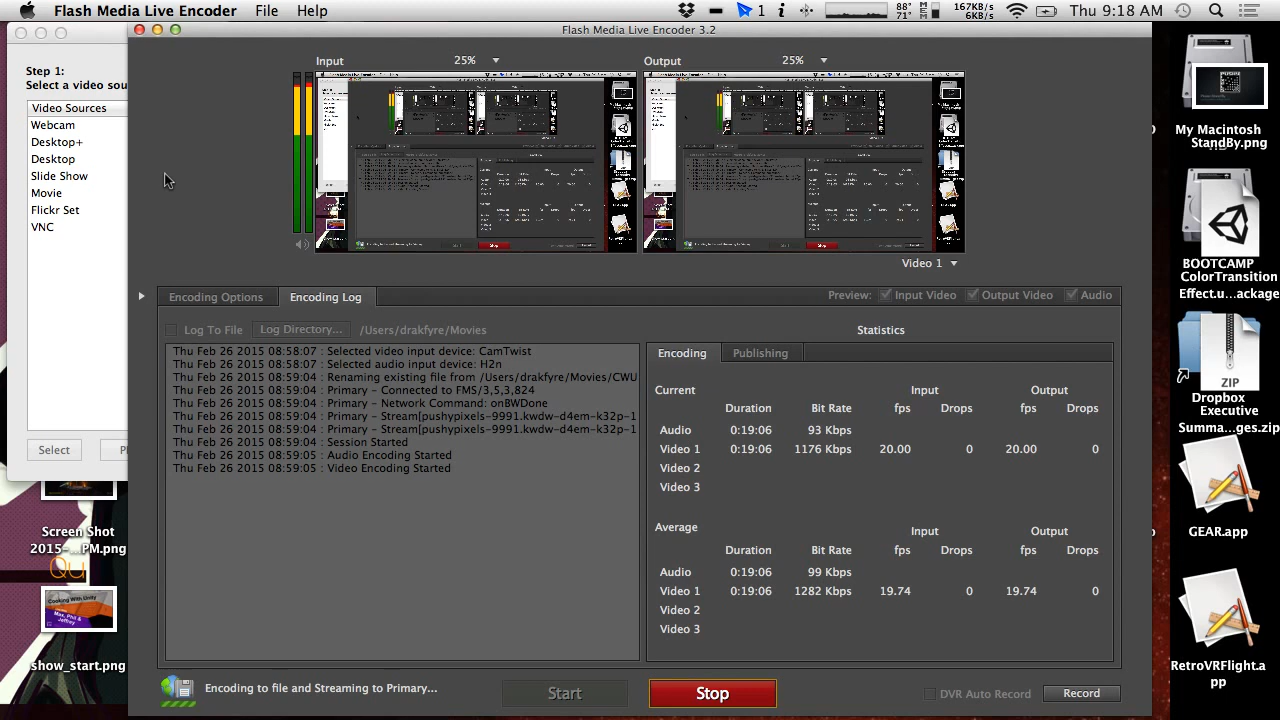 Flash Media Live Encoder File Help
1 88° 71° 167KB/s 6KB/s Thu 9:18 AM
Flash Media Live Encoder 3.2
Step 1:
Select a video sou
Video Sources
Webcam
Desktop+
Desktop
Slide Show
Movie
Flickr Set
VNC
Select
Input 25%
Output 25%
Video 1
Encoding Options Encoding Log
Preview: Input Video Output Video Audio
Log To File Log Directory... /Users/drakfyre/Movies
Thu Feb 26 2015 08:58:07 : Selected video input device: CamTwist
Thu Feb 26 2015 08:58:07 : Selected audio input device: H2n
Thu Feb 26 2015 08:59:04 : Renaming existing file from /Users/drakfyre/Movies/CWU
Thu Feb 26 2015 08:59:04 : Primary - Connected to FMS/3,5,3,824
Thu Feb 26 2015 08:59:04 : Primary - Network Command: onBWDone
Thu Feb 26 2015 08:59:04 : Primary - Stream[pushypixels-9991.kwdw-d4em-k32p-1
Thu Feb 26 2015 08:59:04 : Primary - Stream[pushypixels-9991.kwdw-d4em-k32p-1
Thu Feb 26 2015 08:59:04 : Session Started
Thu Feb 26 2015 08:59:05 : Audio Encoding Started
Thu Feb 26 2015 08:59:05 : Video Encoding Started
Statistics
Encoding Publishing
Current Input Output
Duration Bit Rate fps Drops fps Drops
Audio 0:19:06 93 Kbps
Video 1 0:19:06 1176 Kbps 20.00 0 20.00 0
Video 2
Video 3
Average Input Output
Duration Bit Rate fps Drops fps Drops
Audio 0:19:06 99 Kbps
Video 1 0:19:06 1282 Kbps 19.74 0 19.74 0
Video 2
Video 3
Encoding to file and Streaming to Primary...
Start
Stop
DVR Auto Record
Record
Screen Shot
2015-...PM.png
Qu
Cooking With Unity
Max, Phil &
Jeffrey
show_start.png
My Macintosh
StandBy.png
BOOTCAMP
ColorTransition
Effect.u...ackage
ZIP
Dropbox
Executive
Summa...ges.zip
GEAR.app
RetroVRFlight.a
pp